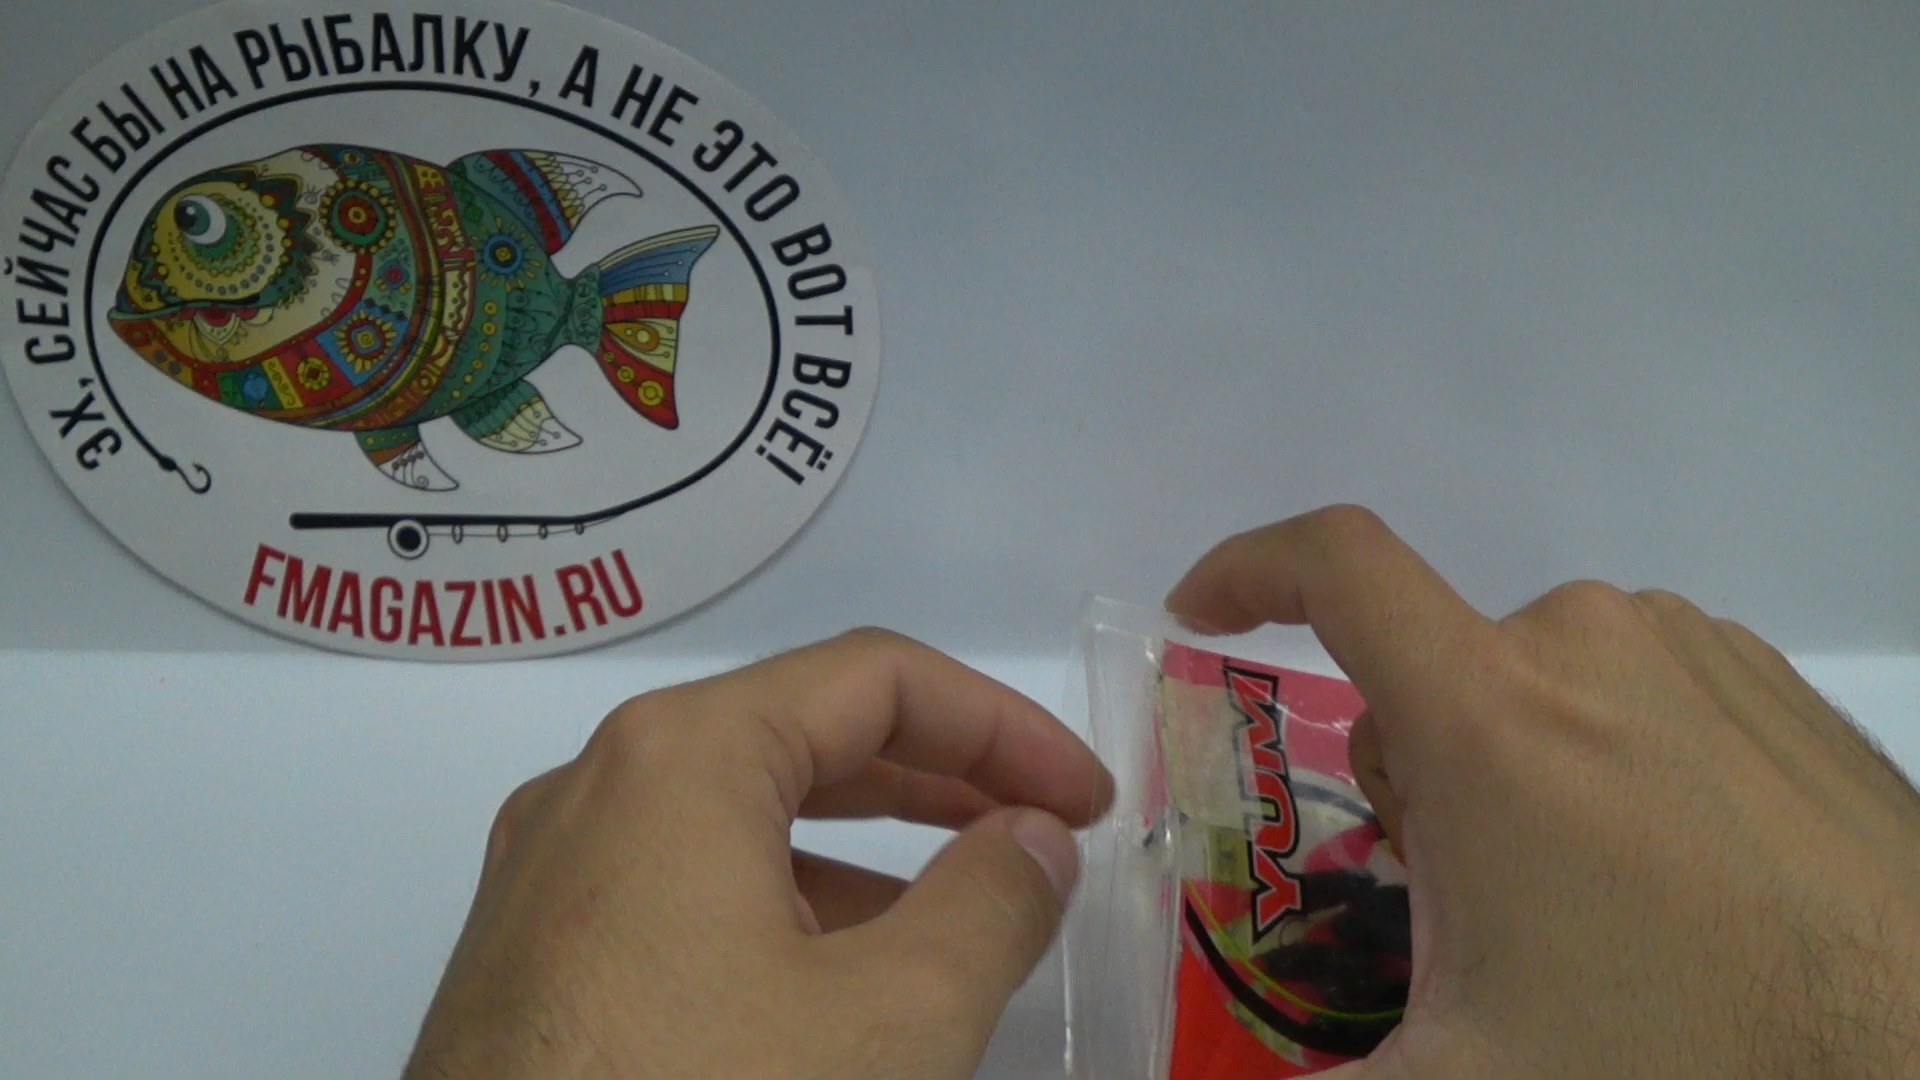 ЭХ, СЕЙЧАС БЫ НА РЫБАЛКУ, А НЕ ЭТО ВОТ ВСЁ!
FMAGAZIN.RU
YUM